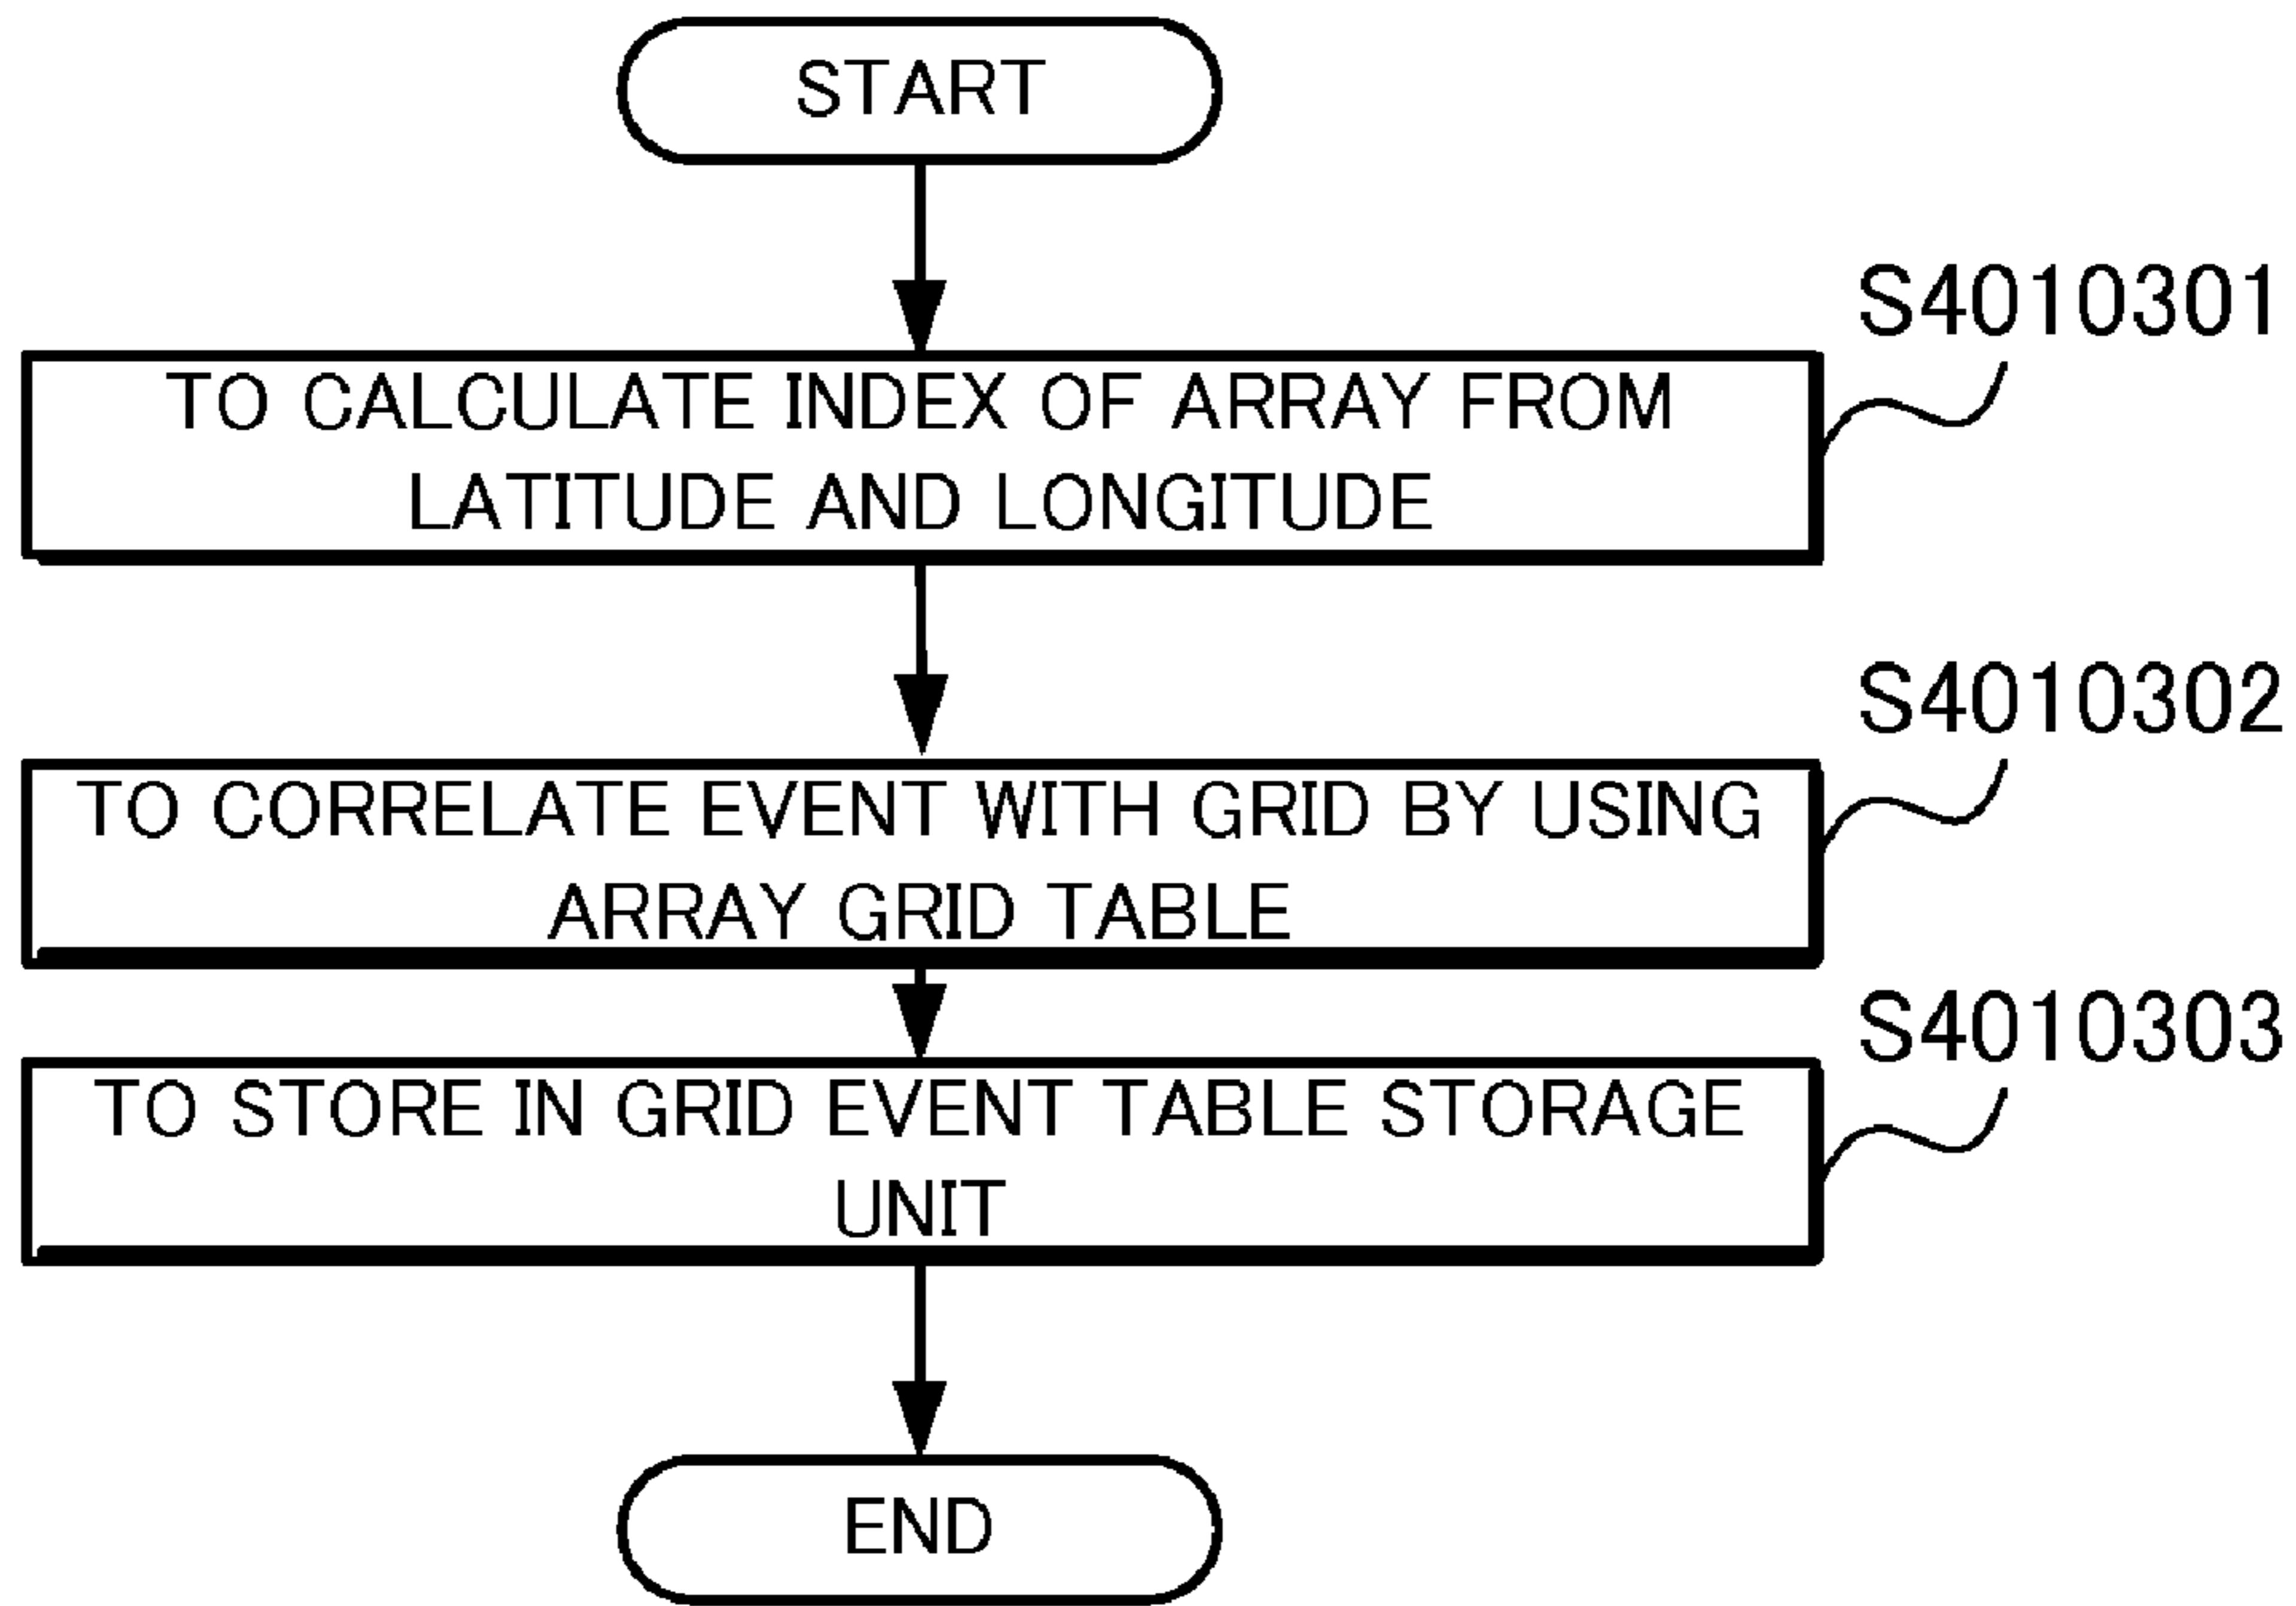 START
S4010301
TO CALCULATE INDEX OF ARRAY FROM
LATITUDE AND LONGITUDE
S4010302
TO CORRELATE EVENT WITH GRID BY USING
ARRAY GRID TABLE
S4010303
TO STORE IN GRID EVENT TABLE STORAGE
UNIT
END